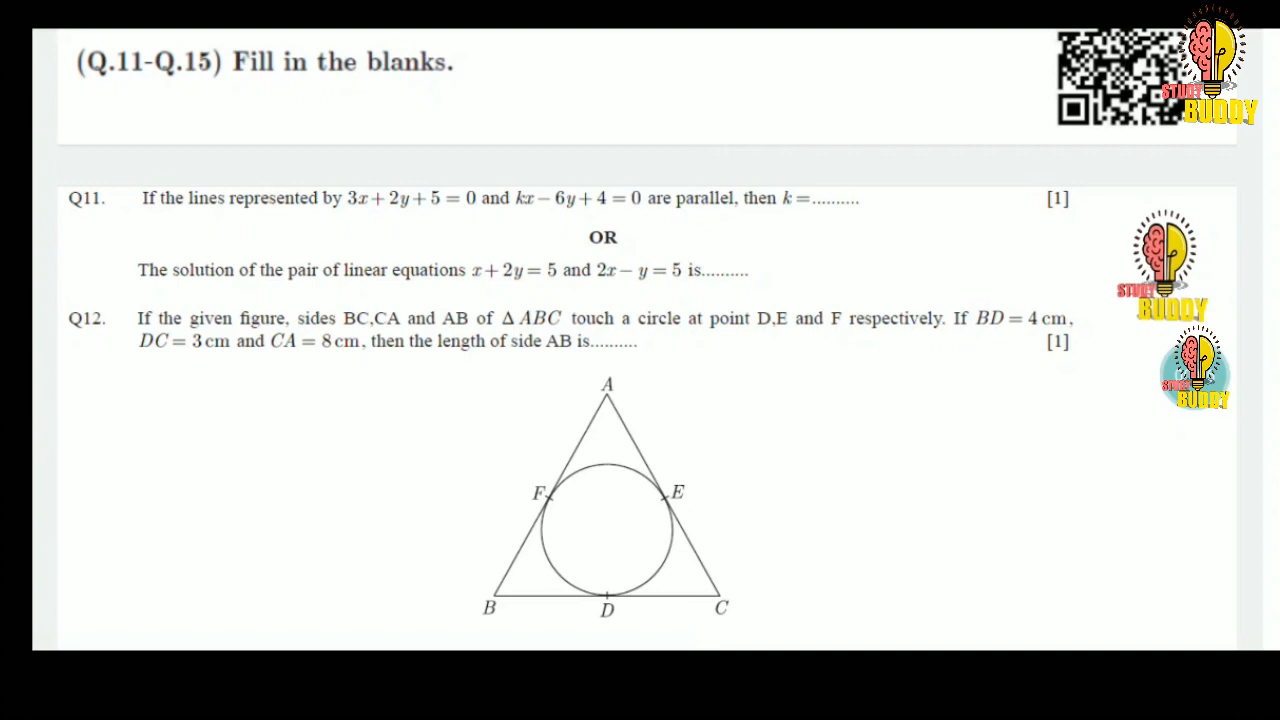 (Q.11-Q.15) Fill in the blanks.
STUDY
BUDDY
Q11. If the lines represented by 3x + 2y + 5 = 0 and kx − 6y + 4 = 0 are parallel, then k = .......... [1]
OR
The solution of the pair of linear equations x + 2y = 5 and 2x − y = 5 is..........
STUDY
BUDDY
Q12. If the given figure, sides BC,CA and AB of Δ ABC touch a circle at point D,E and F respectively. If BD = 4 cm,
DC = 3 cm and CA = 8 cm, then the length of side AB is.......... [1]
STUDY
BUDDY
A
F E
B D C